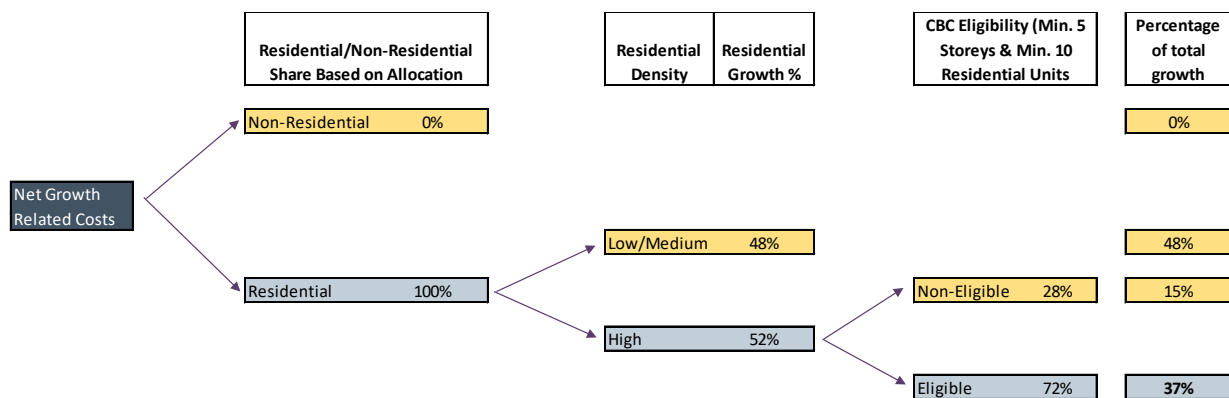 Residential/Non-Residential
Share Based on Allocation
Residential
Density
Residential
Growth %
CBC Eligibility (Min. 5
Storeys & Min. 10
Residential Units
Percentage
of total
growth
Non-Residential 0%
0%
Net Growth
Related Costs
Low/Medium 48%
48%
Residential 100%
Non-Eligible 28%
15%
High 52%
Eligible 72%
37%